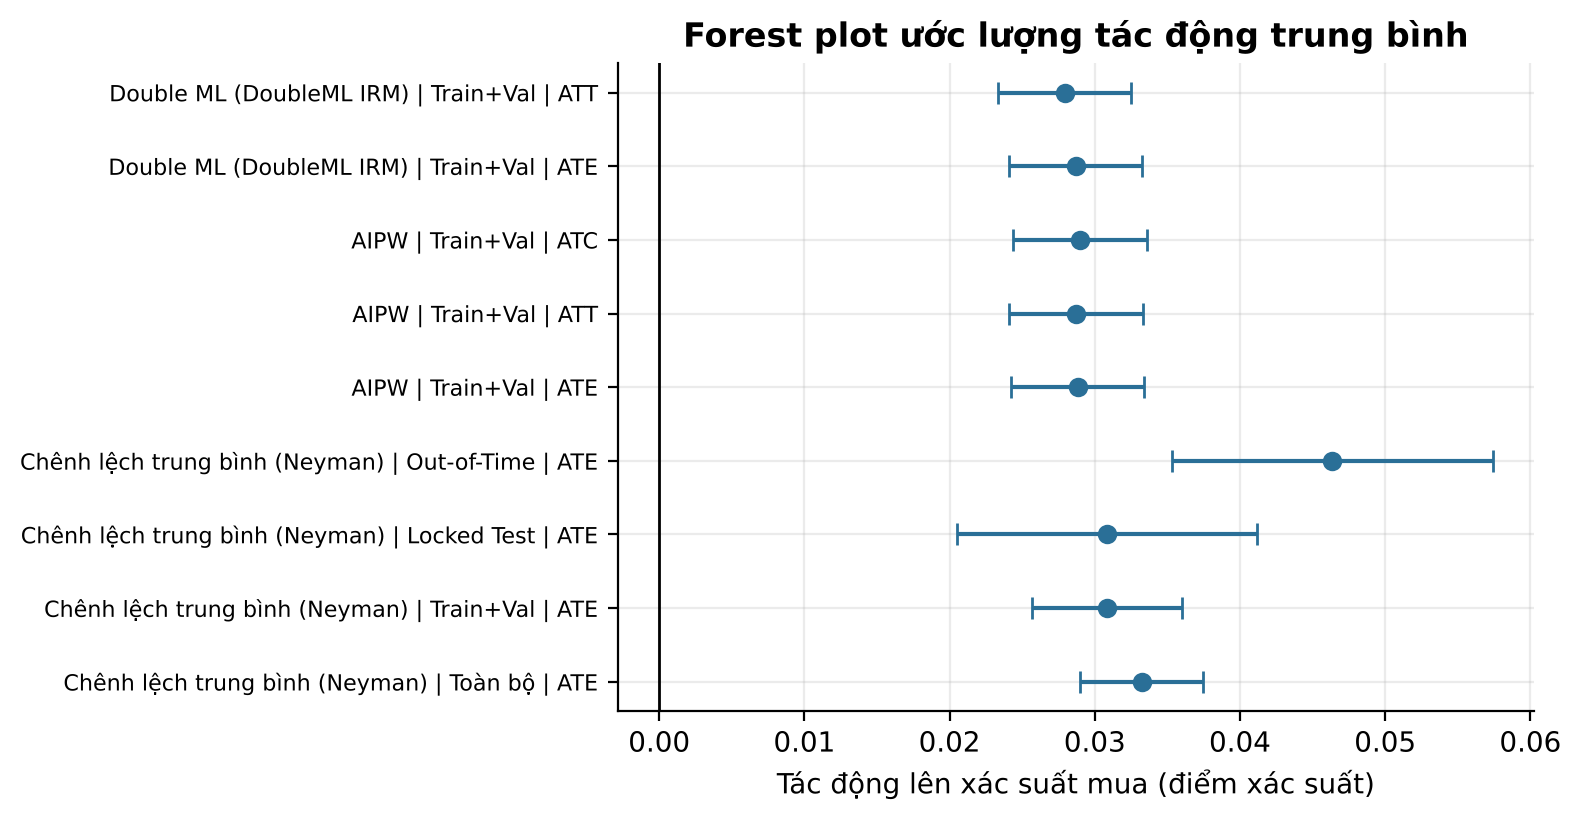 Forest plot ước lượng tác động trung bình
Double ML (DoubleML IRM) | Train+Val | ATT
Double ML (DoubleML IRM) | Train+Val | ATE
AIPW | Train+Val | ATC
AIPW | Train+Val | ATT
AIPW | Train+Val | ATE
Chênh lệch trung bình (Neyman) | Out-of-Time | ATE
Chênh lệch trung bình (Neyman) | Locked Test | ATE
Chênh lệch trung bình (Neyman) | Train+Val | ATE
Chênh lệch trung bình (Neyman) | Toàn bộ | ATE
0.00 0.01 0.02 0.03 0.04 0.05 0.06
Tác động lên xác suất mua (điểm xác suất)